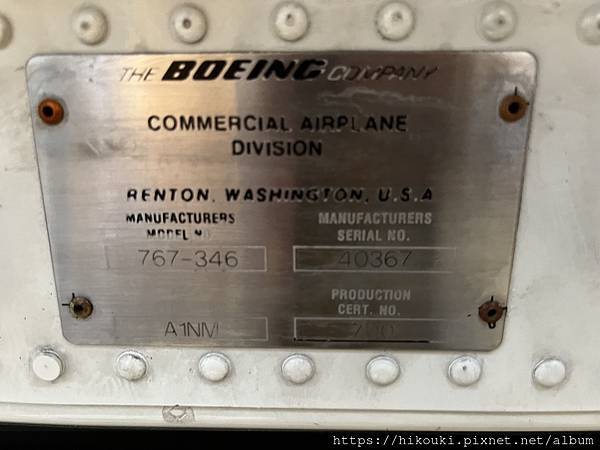 THE BOEING COMPANY
COMMERCIAL AIRPLANE
DIVISION
RENTON, WASHINGTON, U.S.A
MANUFACTURERS
MODEL NO.
767-346
MANUFACTURERS
SERIAL NO.
40367
A1NM
PRODUCTION
CERT. NO.
700
https://hikouki.pixnet.net/album